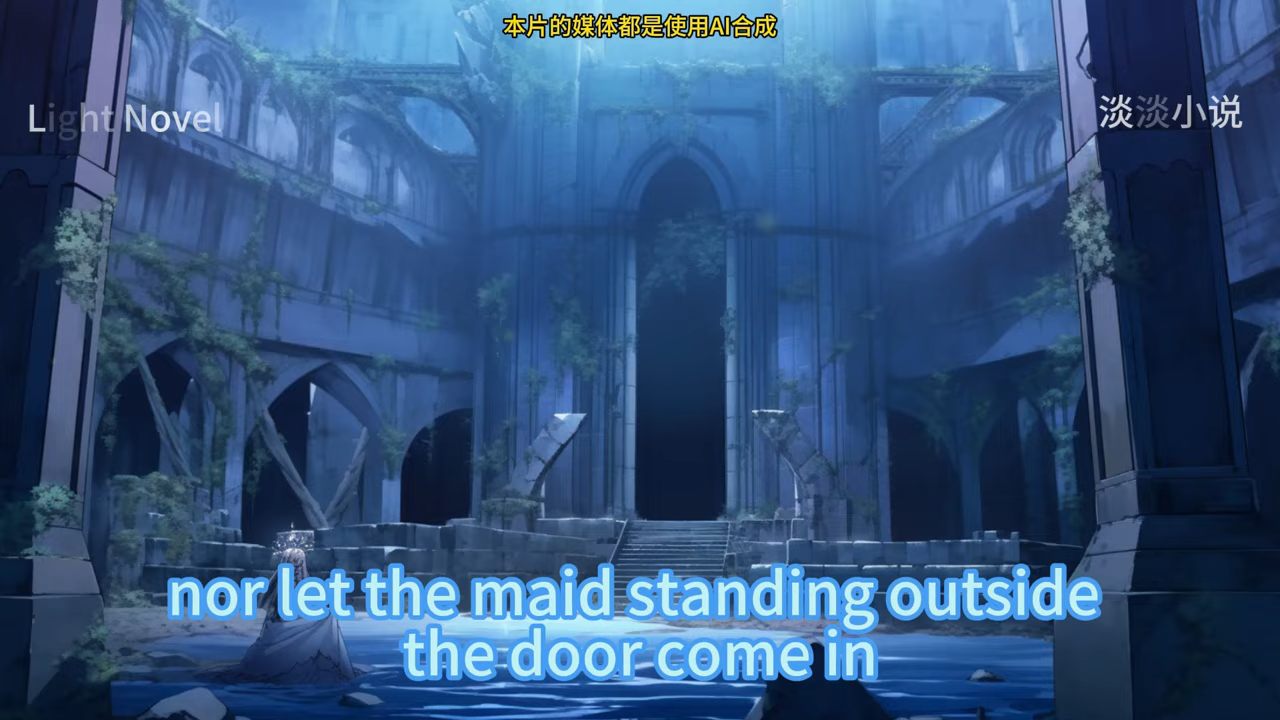 本片的媒体都是使用AI合成
Light Novel
淡淡小说
nor let the maid standing outside
the door come in